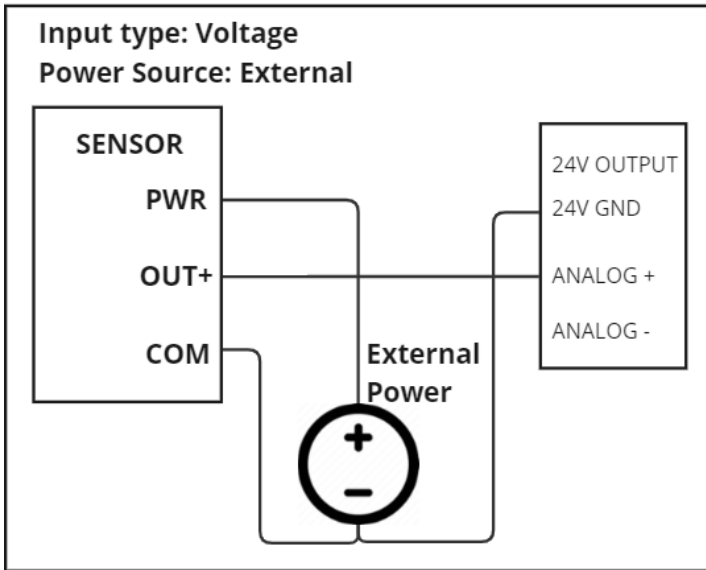 Input type: Voltage
Power Source: External
SENSOR
PWR
OUT+
COM
External
Power
+
−
24V OUTPUT
24V GND
ANALOG +
ANALOG -